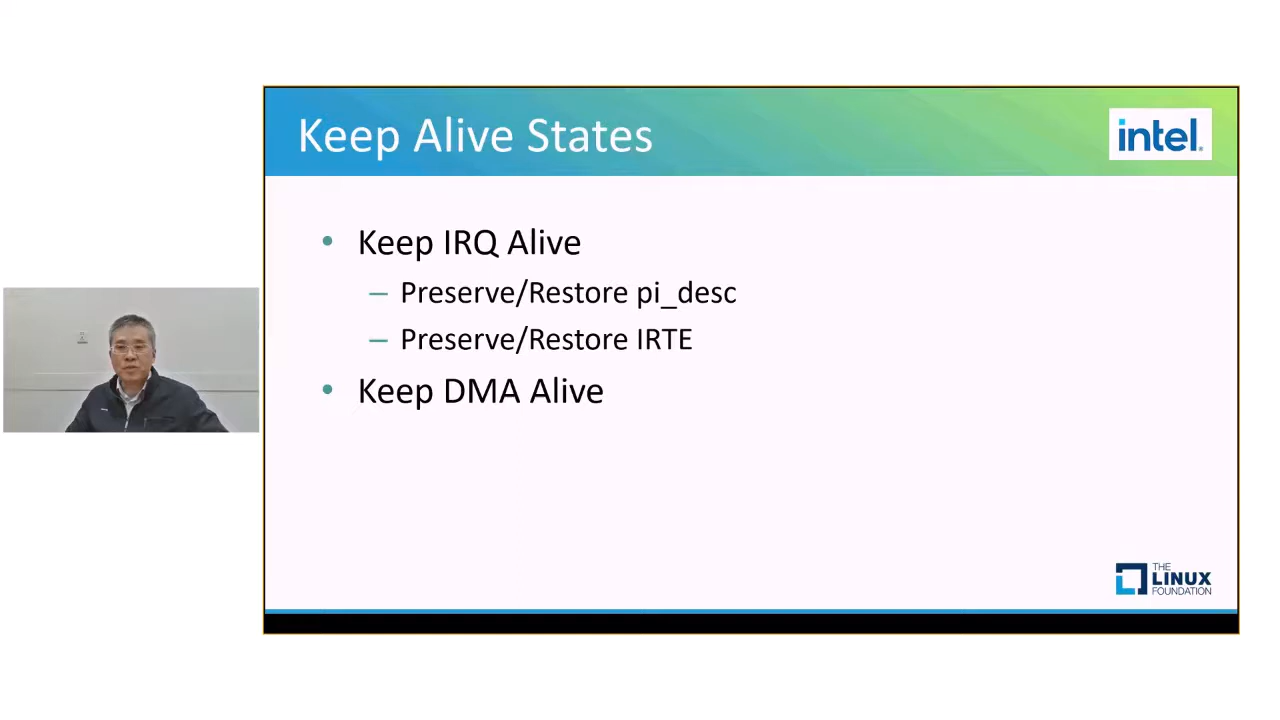 Keep Alive States
intel.
• Keep IRQ Alive
– Preserve/Restore pi_desc
– Preserve/Restore IRTE
• Keep DMA Alive
THE
LINUX
FOUNDATION